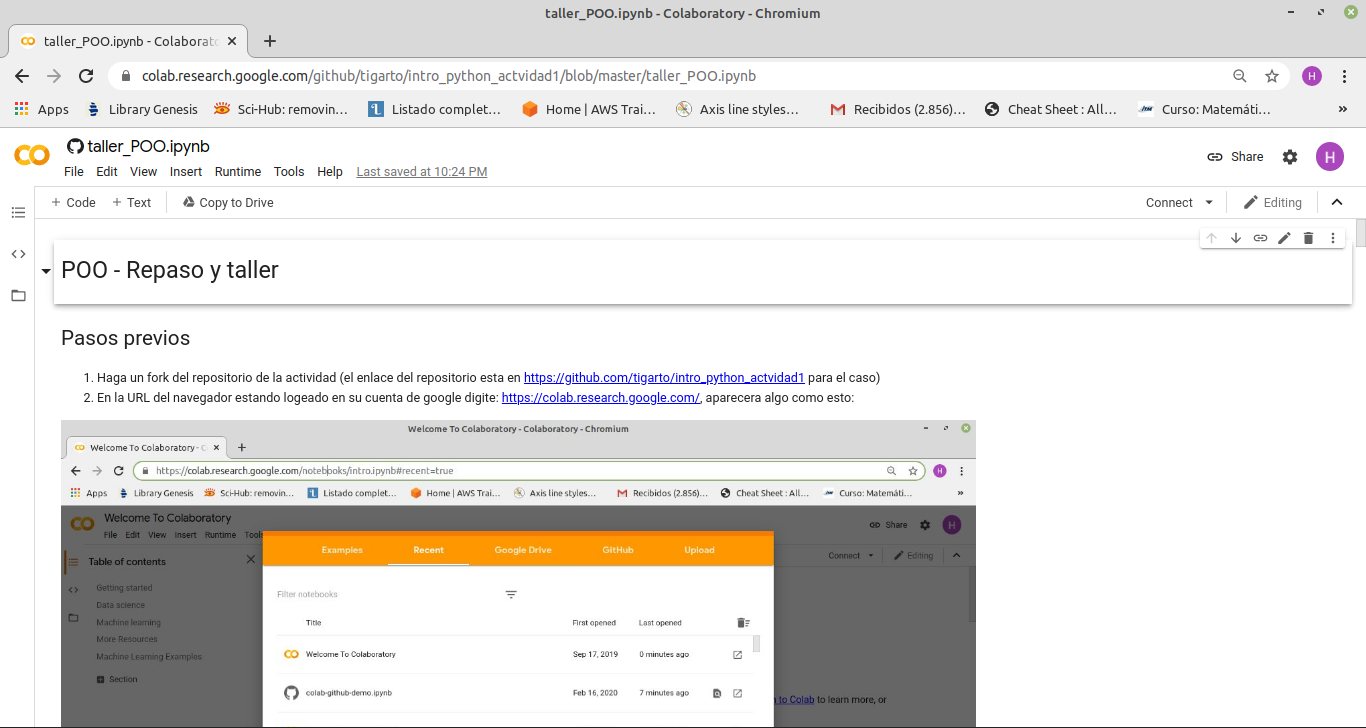 taller_POO.ipynb - Colaboratory - Chromium
taller_POO.ipynb - Colaborato
colab.research.google.com/github/tigarto/intro_python_actvidad1/blob/master/taller_POO.ipynb
H
Apps Library Genesis Sci-Hub: removin... Listado complet... Home | AWS Trai... Axis line styles... Recibidos (2.856)... Cheat Sheet : All... Curso: Matemáti... »
taller_POO.ipynb
File Edit View Insert Runtime Tools Help Last saved at 10:24 PM
Share
H
+ Code + Text Copy to Drive
Connect Editing
POO - Repaso y taller
Pasos previos
1. Haga un fork del repositorio de la actividad (el enlace del repositorio esta en https://github.com/tigarto/intro_python_actvidad1 para el caso)
2. En la URL del navegador estando logeado en su cuenta de google digite: https://colab.research.google.com/, aparecera algo como esto:
Welcome To Colaboratory - Colaboratory - Chromium
Welcome To Colaboratory - C
https://colab.research.google.com/notebooks/intro.ipynb#recent=true
H
Apps Library Genesis Sci-Hub: removin... Listado complet... Home | AWS Trai... Axis line styles... Recibidos (2.856)... Cheat Sheet : All... Curso: Matemáti... »
Welcome To Colaboratory
File Edit View Insert Runtime Tools
Share
H
Examples Recent Google Drive GitHub Upload
Connect Editing
Table of contents
Getting started
Data science
Machine learning
More Resources
Machine Learning Examples
Section
Filter notebooks
Title First opened Last opened
Welcome To Colaboratory Sep 17, 2019 0 minutes ago
colab-github-demo.ipynb Feb 16, 2020 7 minutes ago
to Colab to learn more, or